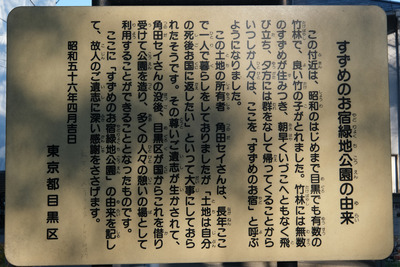 すずめのお宿緑地公園の由来
この付近は、昭和のはじめまで目黒でも有数の
竹林で、良い竹の子がとれました。竹林には無数
のすずめが住みつき、朝早くいづこへともなく飛
び立ち、夕方には群をなして帰ってくることから
いつしか人々は、ここを「すずめのお宿」と呼ぶ
ようになりました。
この土地の所有者　角田セイさんは、長年ここ
で一人で暮らしをしておりましたが「土地は自分
の死後お国に返したい」といって大事にしておら
れたそうです。その尊いご遺志が生かされて、
角田セイさんの没後、目黒区が国からこれを借り
受けて公園を造り、多くの人々の憩いの場として
利用することができることとなったものです。
ここに「すずめのお宿緑地公園」の由来を記し
て、故人のご遺志に深い感謝をささげます。
昭和五十六年四月吉日
東京都目黒区